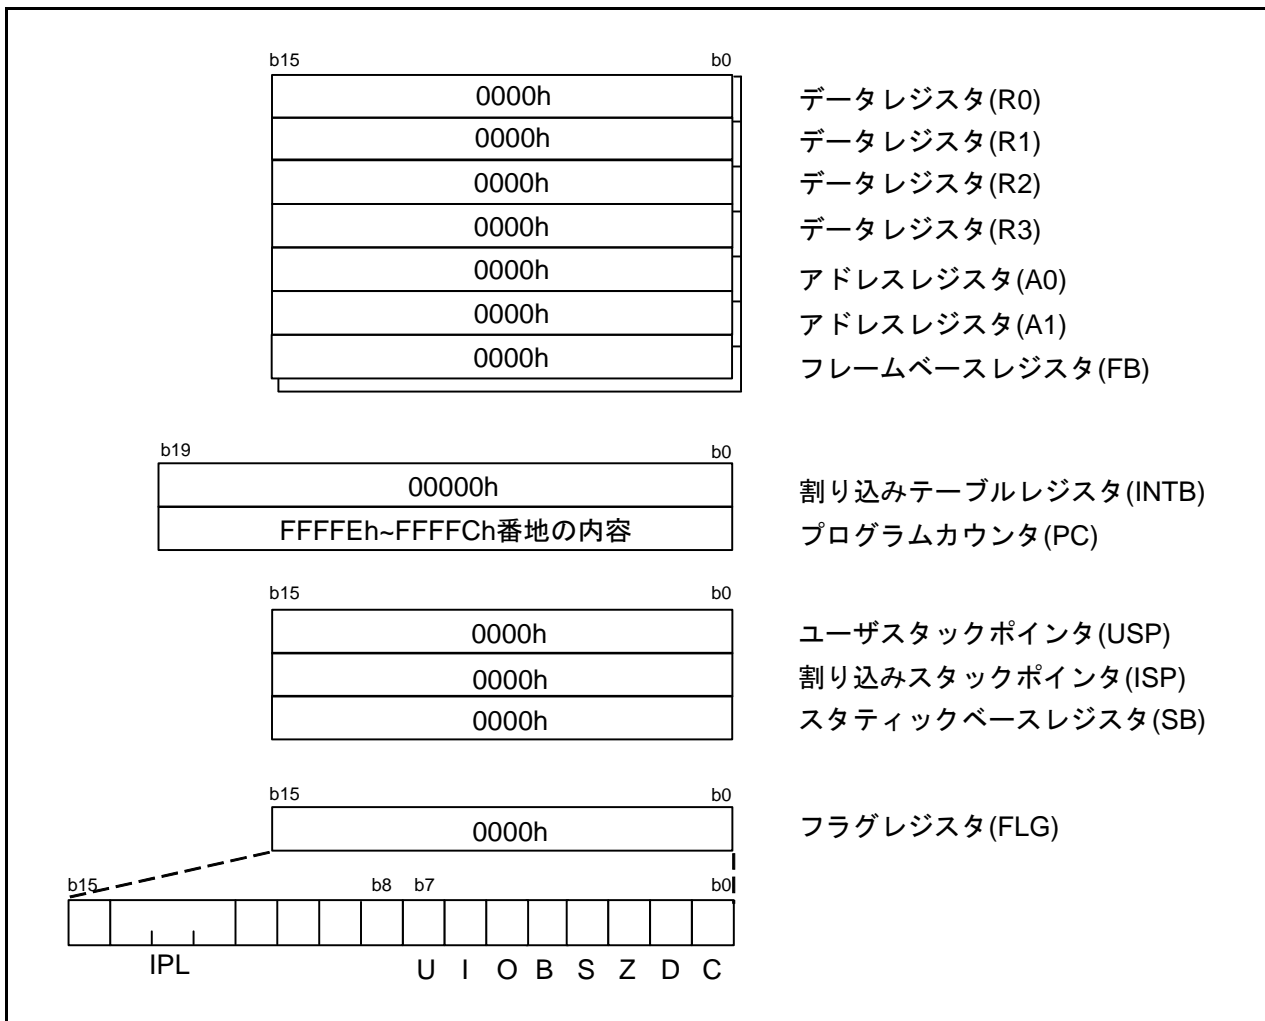 b15 b0
0000h データレジスタ(R0)
0000h データレジスタ(R1)
0000h データレジスタ(R2)
0000h データレジスタ(R3)
0000h アドレスレジスタ(A0)
0000h アドレスレジスタ(A1)
0000h フレームベースレジスタ(FB)
b19 b0
00000h 割り込みテーブルレジスタ(INTB)
FFFFEh~FFFFCh番地の内容 プログラムカウンタ(PC)
b15 b0
0000h ユーザスタックポインタ(USP)
0000h 割り込みスタックポインタ(ISP)
0000h スタティックベースレジスタ(SB)
b15 b0
0000h フラグレジスタ(FLG)
b15 b8 b7 b0
IPL U I O B S Z D C